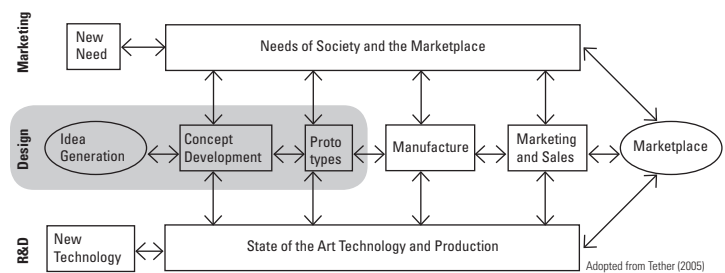 Marketing
New
Need
Needs of Society and the Marketplace
Design
Idea
Generation
Concept
Development
Proto
types
Manufacture
Marketing
and Sales
Marketplace
R&D
New
Technology
State of the Art Technology and Production
Adopted from Tether (2005)